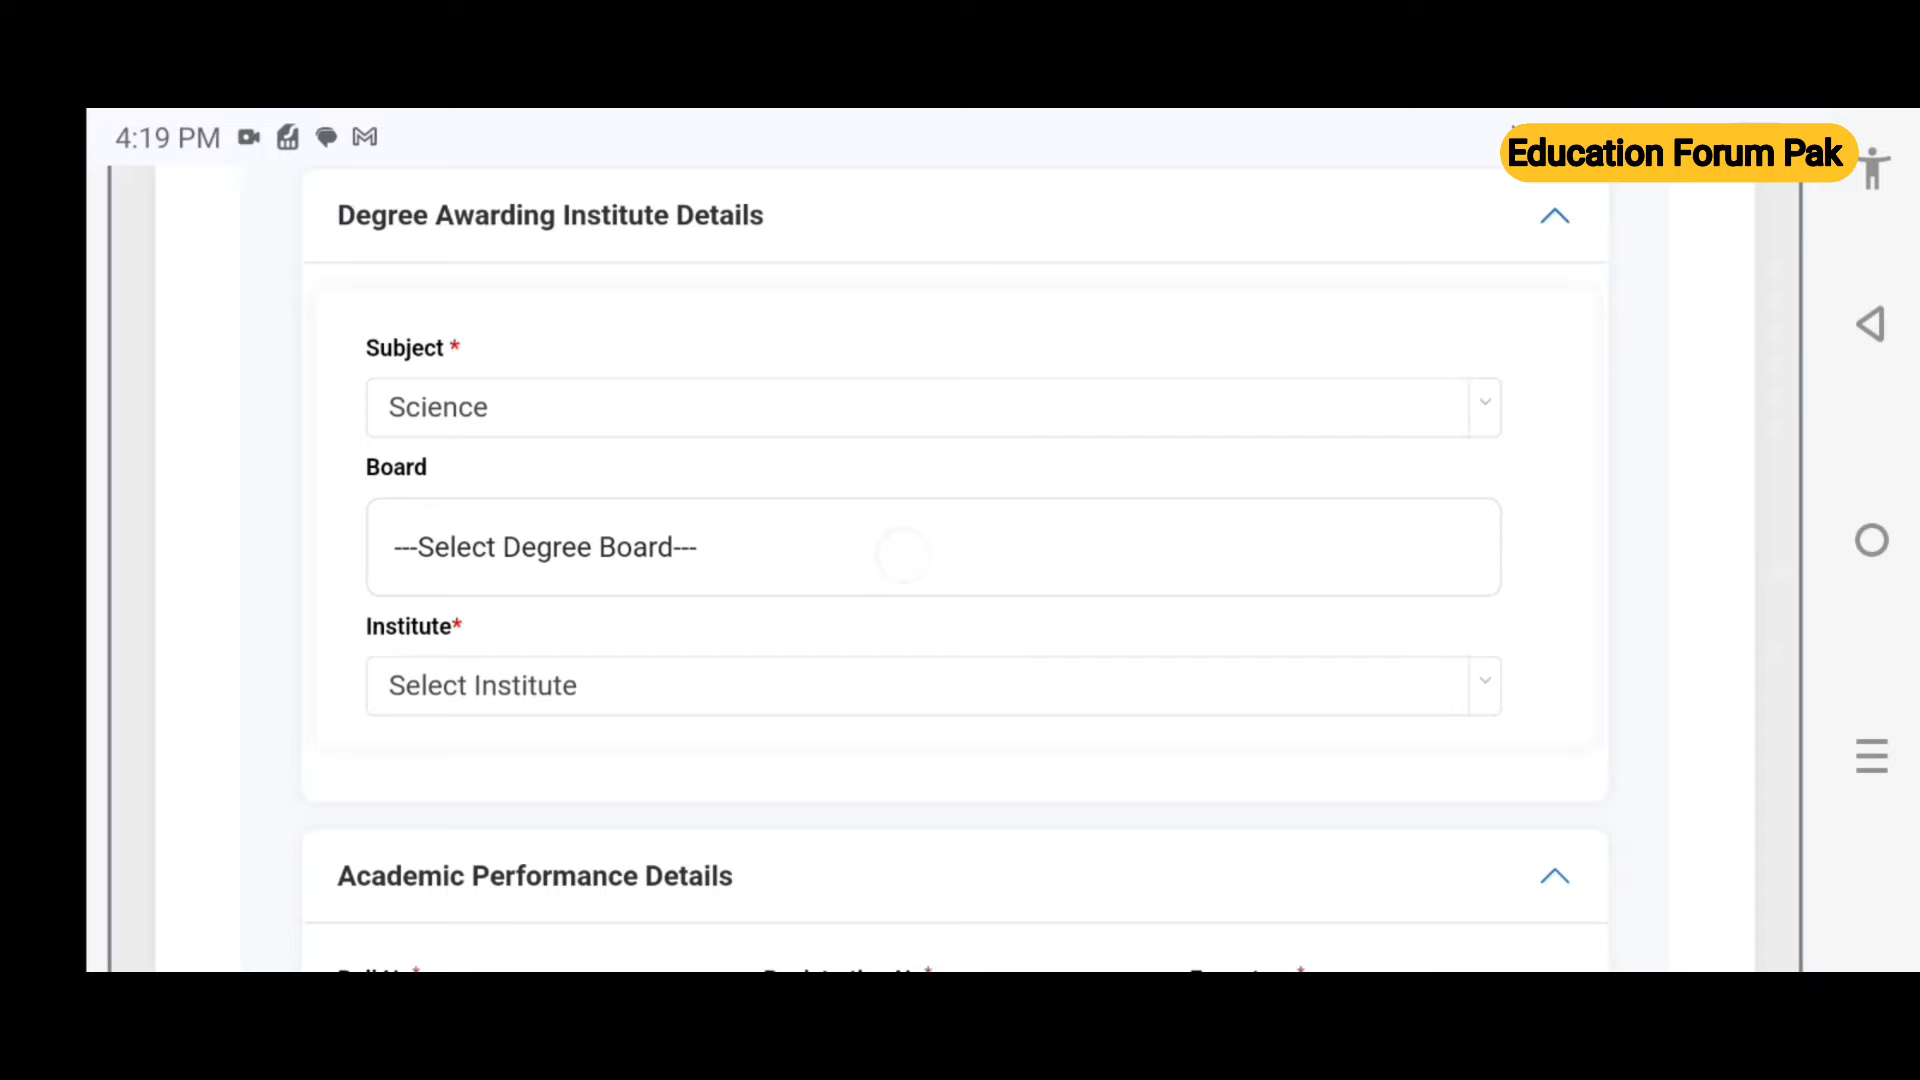 4:19 PM
Education Forum Pak
Degree Awarding Institute Details
Subject *
Science
Board
---Select Degree Board---
Institute*
Select Institute
Academic Performance Details